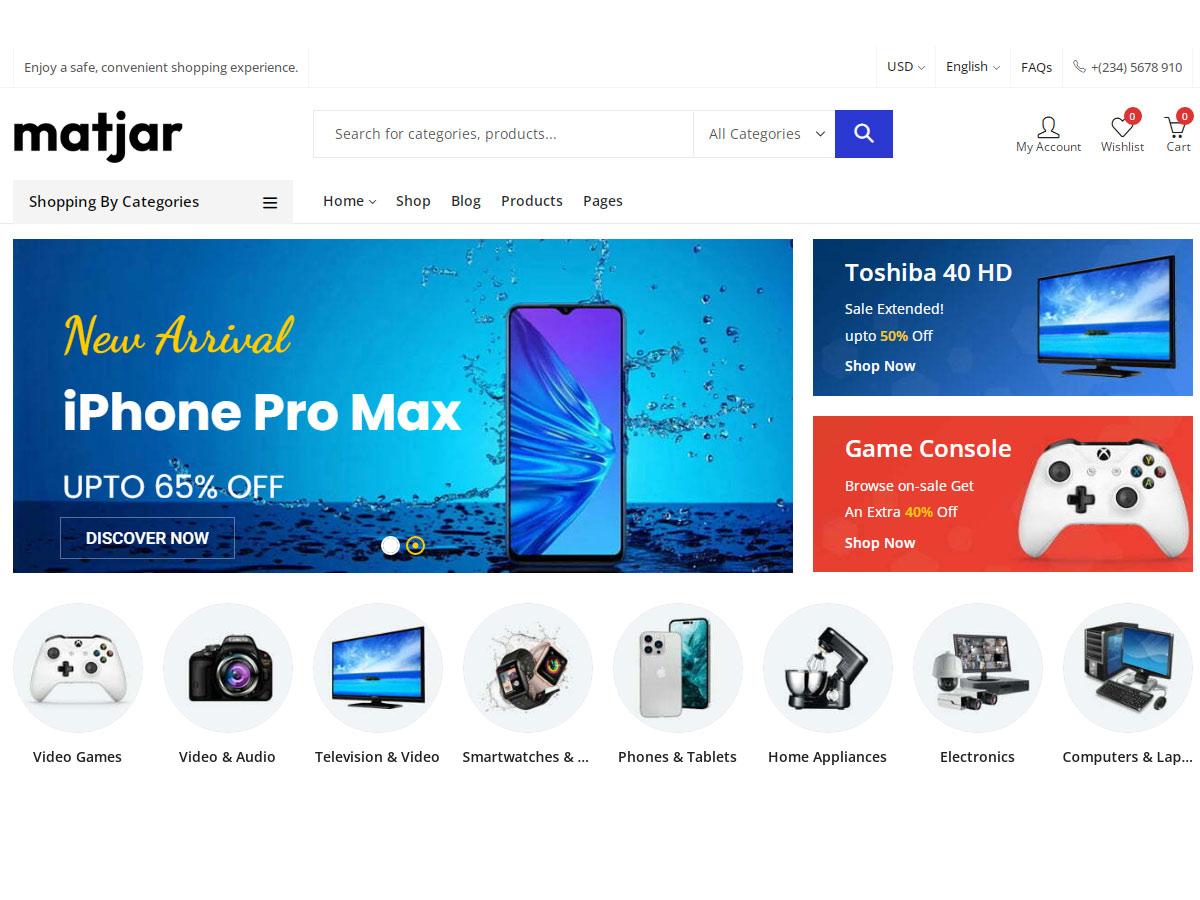 Enjoy a safe, convenient shopping experience.
USD
English
FAQs
+(234) 5678 910
matjar
Search for categories, products...
All Categories
0
0
My Account
Wishlist
Cart
Shopping By Categories
Home
Shop
Blog
Products
Pages
New Arrival
iPhone Pro Max
UPTO 65% OFF
DISCOVER NOW
Toshiba 40 HD
Sale Extended!
upto 50% Off
Shop Now
Game Console
Browse on-sale Get
An Extra 40% Off
Shop Now
Video Games
Video & Audio
Television & Video
Smartwatches & ...
Phones & Tablets
Home Appliances
Electronics
Computers & Lap...